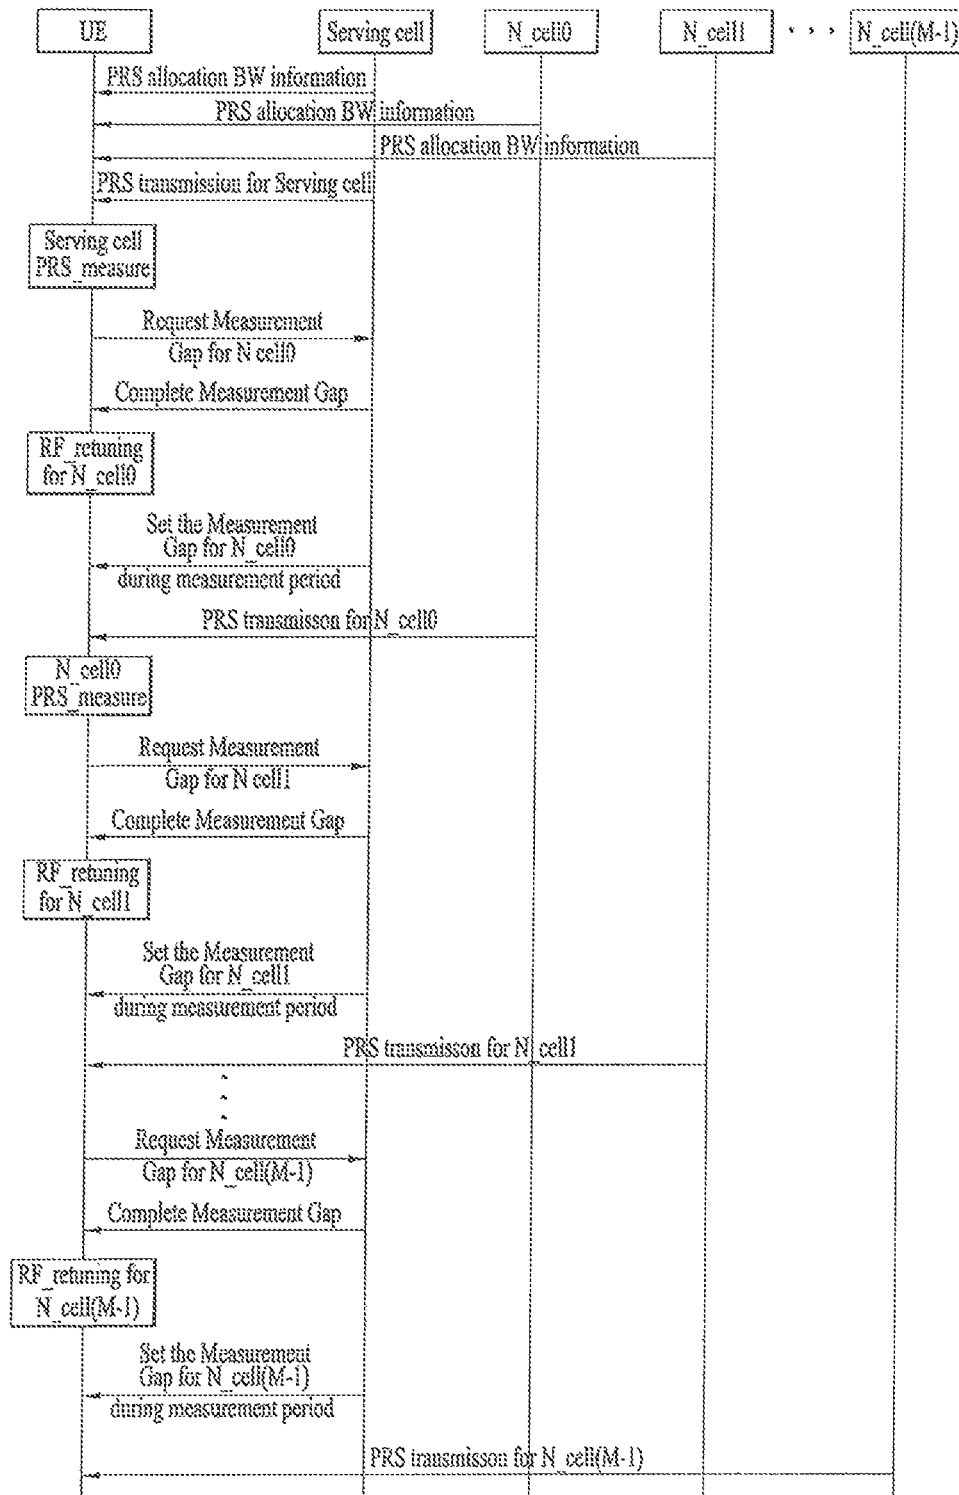 UE
Serving cell
N_cell0
N_cell1
. . .
N_cell(M-1)
PRS allocation BW information
PRS allocation BW information
PRS allocation BW information
PRS transmission for Serving cell
Serving cell
PRS_measure
Request Measurement
Gap for N cell0
Complete Measurement Gap
RF_retuning
for N_cell0
Set the Measurement
Gap for N_cell0
during measurement period
PRS transmisson for N_cell0
N_cell0
PRS_measure
Request Measurement
Gap for N cell1
Complete Measurement Gap
RF_retuning
for N_cell1
Set the Measurement
Gap for N_cell1
during measurement period
PRS transmisson for N_cell1
Request Measurement
Gap for N_cell(M-1)
Complete Measurement Gap
RF_retuning for
N_cell(M-1)
Set the Measurement
Gap for N_cell(M-1)
during measurement period
PRS transmisson for N_cell(M-1)